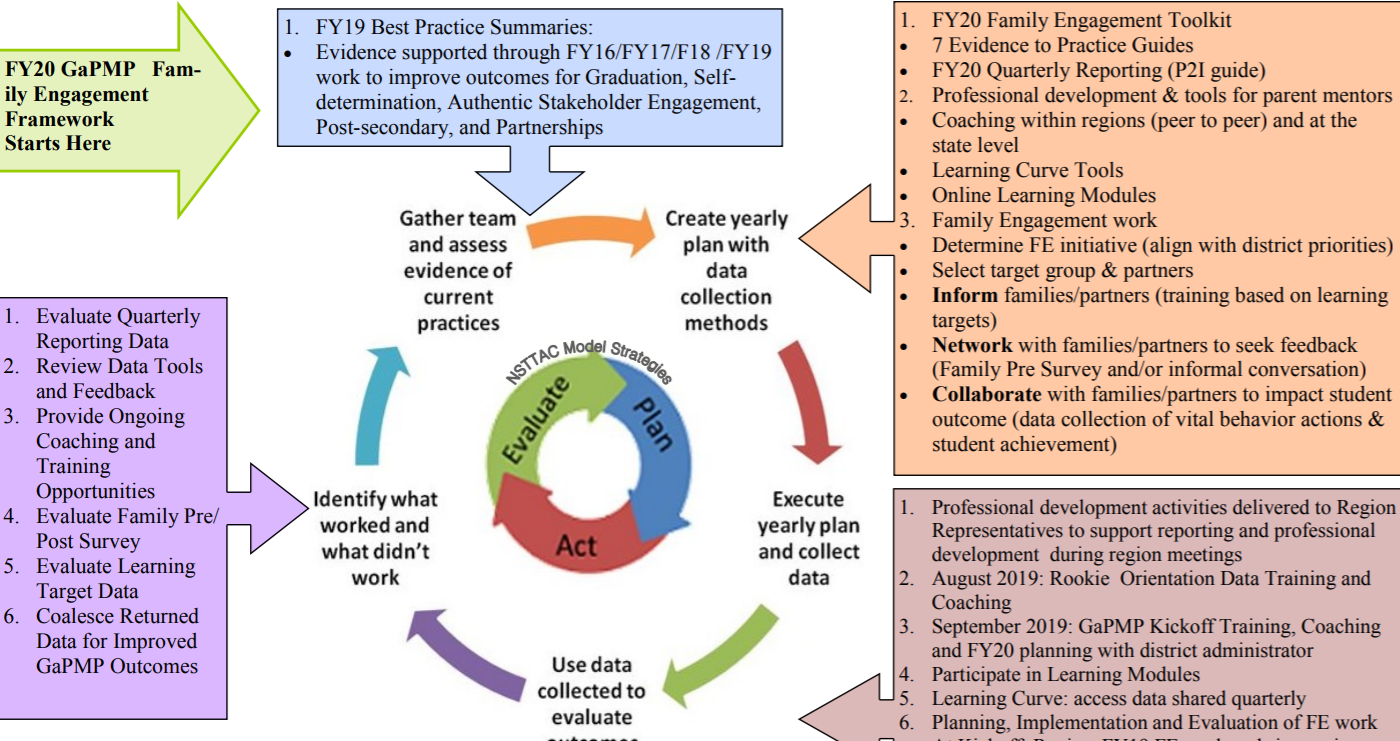 FY20 GaPMP Fam-
ily Engagement
Framework
Starts Here
1. FY19 Best Practice Summaries:
• Evidence supported through FY16/FY17/F18 /FY19
work to improve outcomes for Graduation, Self-
determination, Authentic Stakeholder Engagement,
Post-secondary, and Partnerships
1. FY20 Family Engagement Toolkit
• 7 Evidence to Practice Guides
• FY20 Quarterly Reporting (P2I guide)
2. Professional development & tools for parent mentors
• Coaching within regions (peer to peer) and at the
state level
• Learning Curve Tools
• Online Learning Modules
3. Family Engagement work
• Determine FE initiative (align with district priorities)
• Select target group & partners
• Inform families/partners (training based on learning
targets)
• Network with families/partners to seek feedback
(Family Pre Survey and/or informal conversation)
• Collaborate with families/partners to impact student
outcome (data collection of vital behavior actions &
student achievement)
Gather team
and assess
evidence of
current
practices
Create yearly
plan with
data
collection
methods
NSTTAC Model Strategies
Evaluate
Plan
Act
1. Evaluate Quarterly
Reporting Data
2. Review Data Tools
and Feedback
3. Provide Ongoing
Coaching and
Training
Opportunities
4. Evaluate Family Pre/
Post Survey
5. Evaluate Learning
Target Data
6. Coalesce Returned
Data for Improved
GaPMP Outcomes
Identify what
worked and
what didn't
work
Execute
yearly plan
and collect
data
Use data
collected to
evaluate
1. Professional development activities delivered to Region
Representatives to support reporting and professional
development during region meetings
2. August 2019: Rookie Orientation Data Training and
Coaching
3. September 2019: GaPMP Kickoff Training, Coaching
and FY20 planning with district administrator
4. Participate in Learning Modules
5. Learning Curve: access data shared quarterly
6. Planning, Implementation and Evaluation of FE work